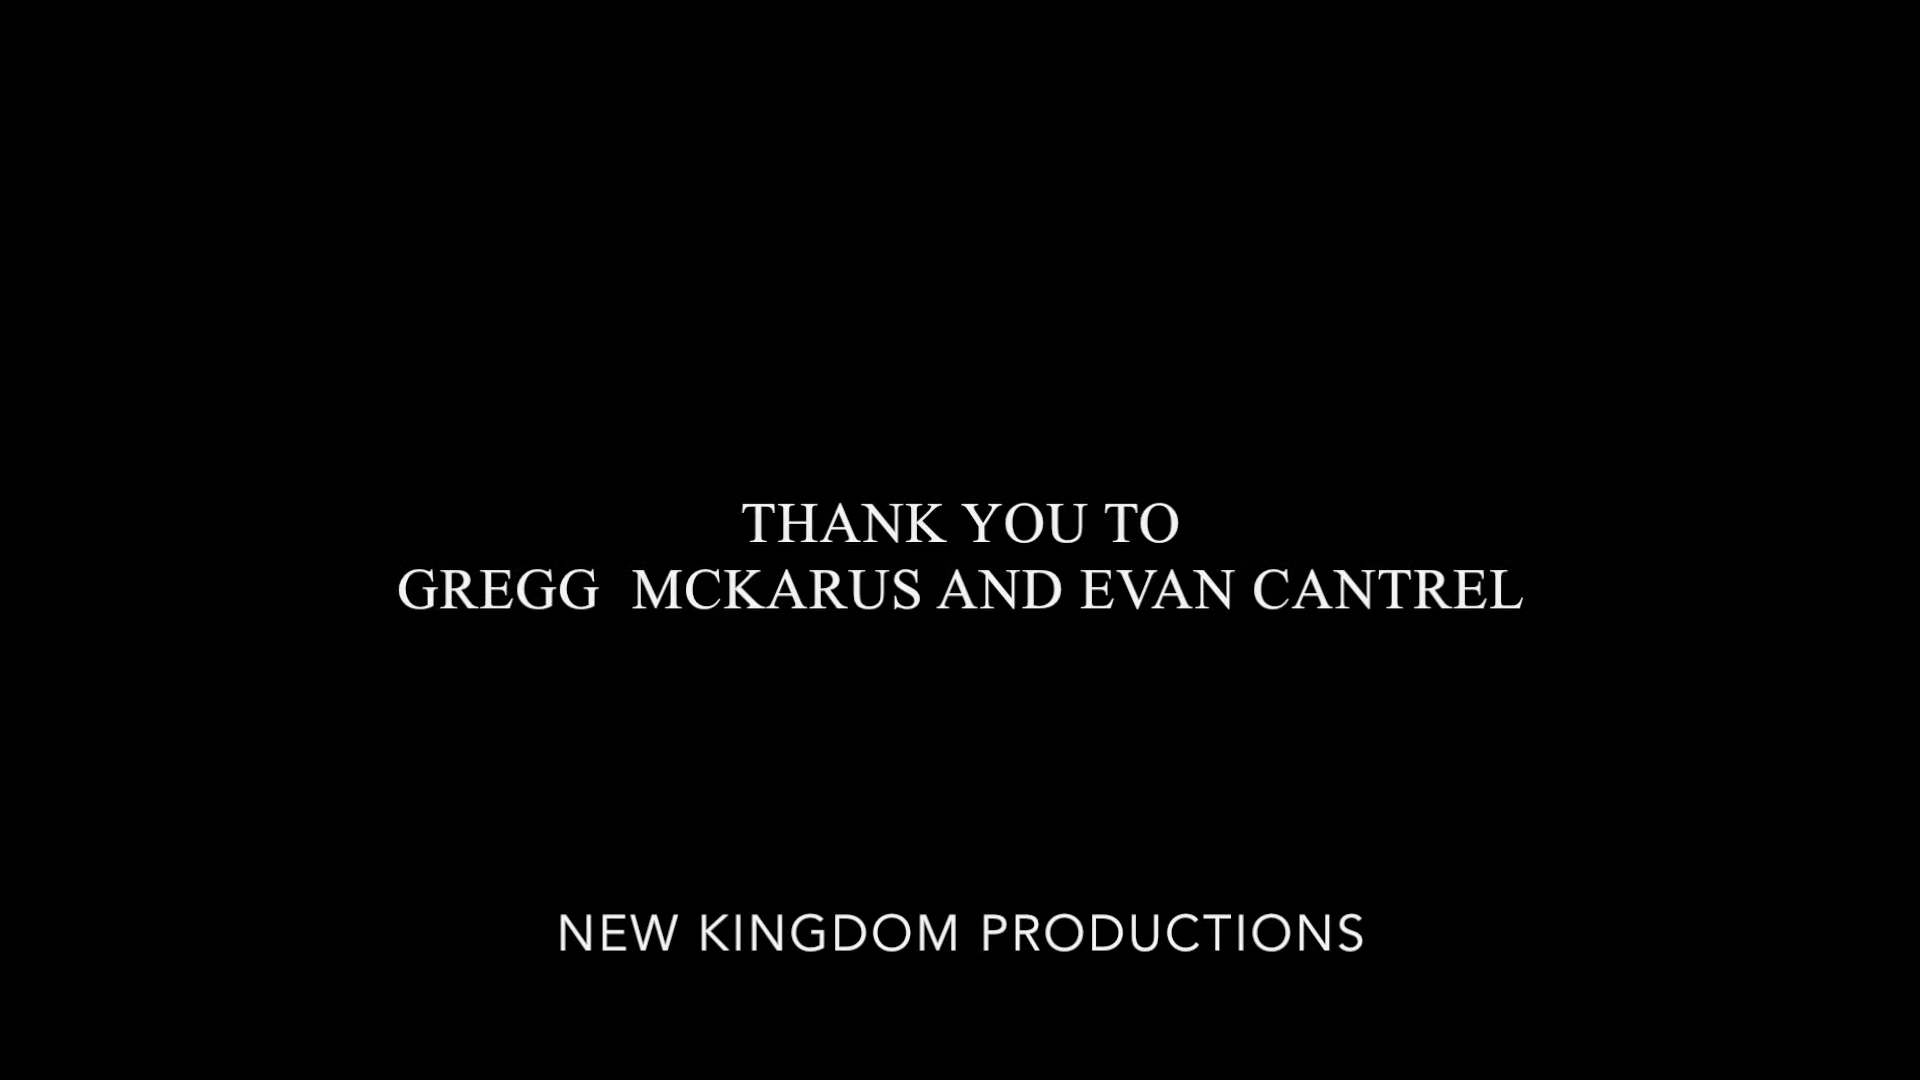 THANK YOU TO
GREGG  MCKARUS AND EVAN CANTREL
NEW KINGDOM PRODUCTIONS